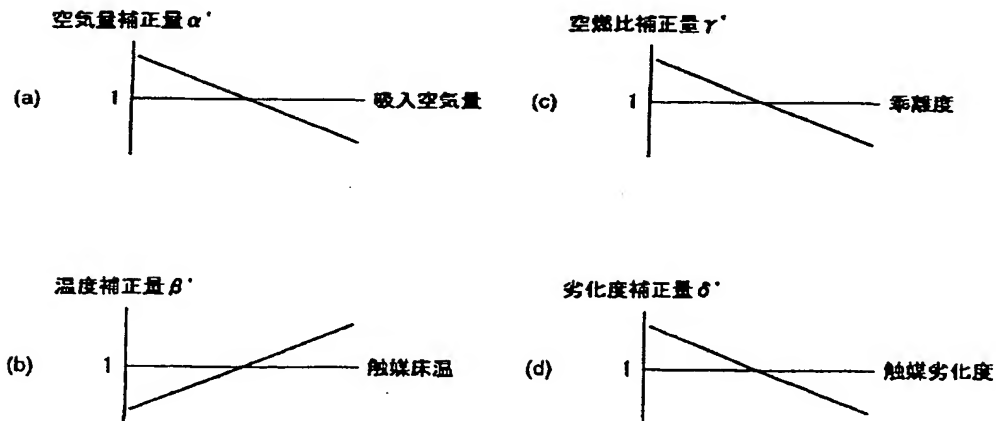 空気量補正量α'
(a)
1
吸入空気量
空燃比補正量γ'
(c)
1
乖離度
温度補正量β'
(b)
1
触媒床温
劣化度補正量δ'
(d)
1
触媒劣化度